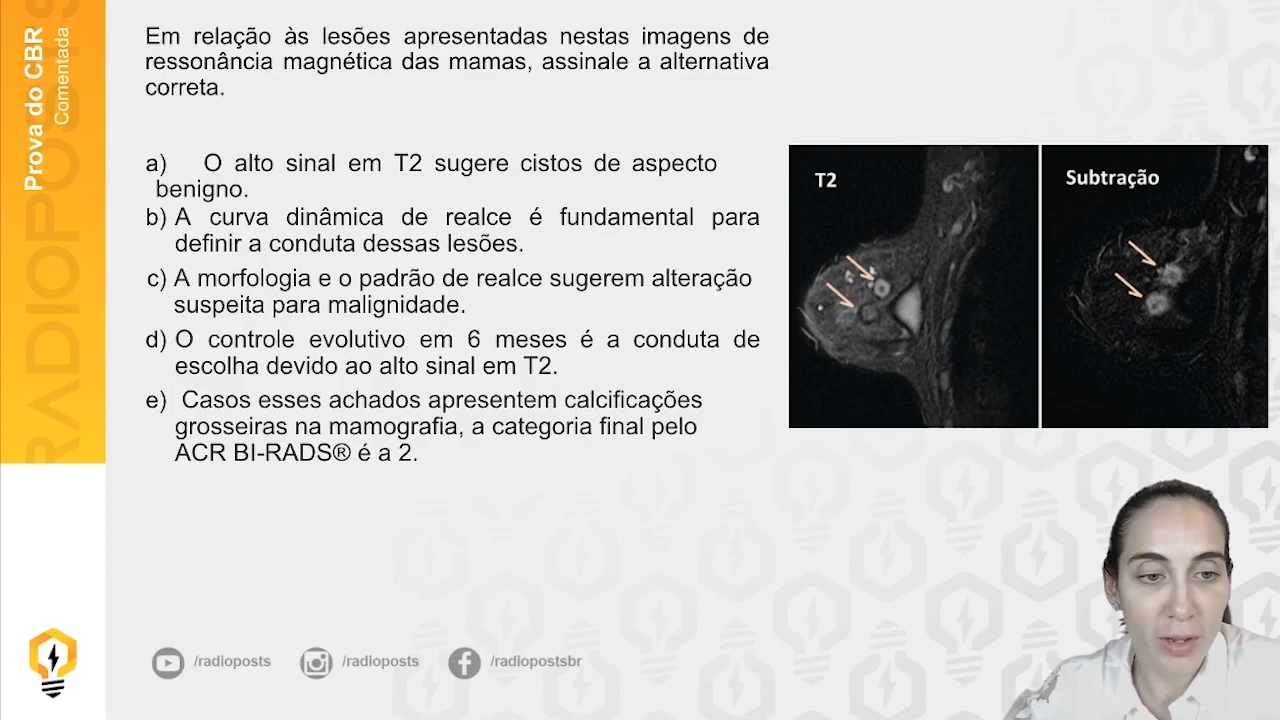 Prova do CBR
Comentada
RADIOPOSTS
Em relação às lesões apresentadas nestas imagens de
ressonância magnética das mamas, assinale a alternativa
correta.
a) O alto sinal em T2 sugere cistos de aspecto
benigno.
b) A curva dinâmica de realce é fundamental para
definir a conduta dessas lesões.
c) A morfologia e o padrão de realce sugerem alteração
suspeita para malignidade.
d) O controle evolutivo em 6 meses é a conduta de
escolha devido ao alto sinal em T2.
e) Casos esses achados apresentem calcificações
grosseiras na mamografia, a categoria final pelo
ACR BI-RADS® é a 2.
T2
Subtração
/radioposts
/radioposts
/radiopostsbr